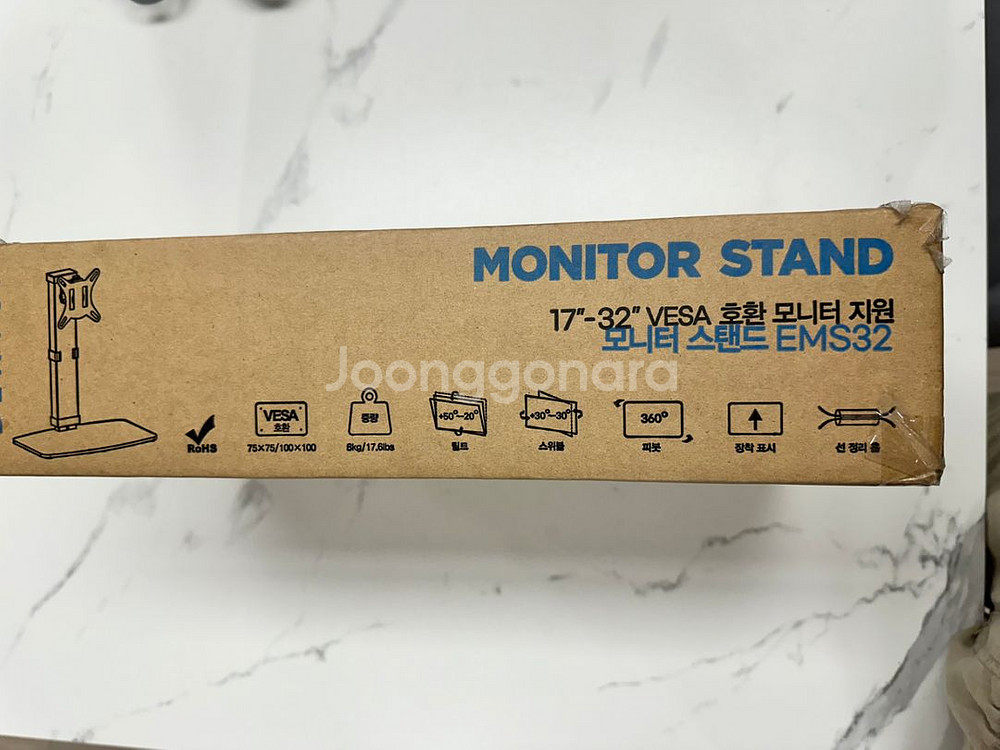 MONITOR STAND
17"-32" VESA 호환 모니터 지원
모니터 스탠드 EMS32
Joonggonara
RoHS
VESA
호환
75×75/100×100
중량
8kg/17.6lbs
+50°-20°
틸트
+30°-30°
스위블
360°
피봇
장착 표시
선 정리 홀